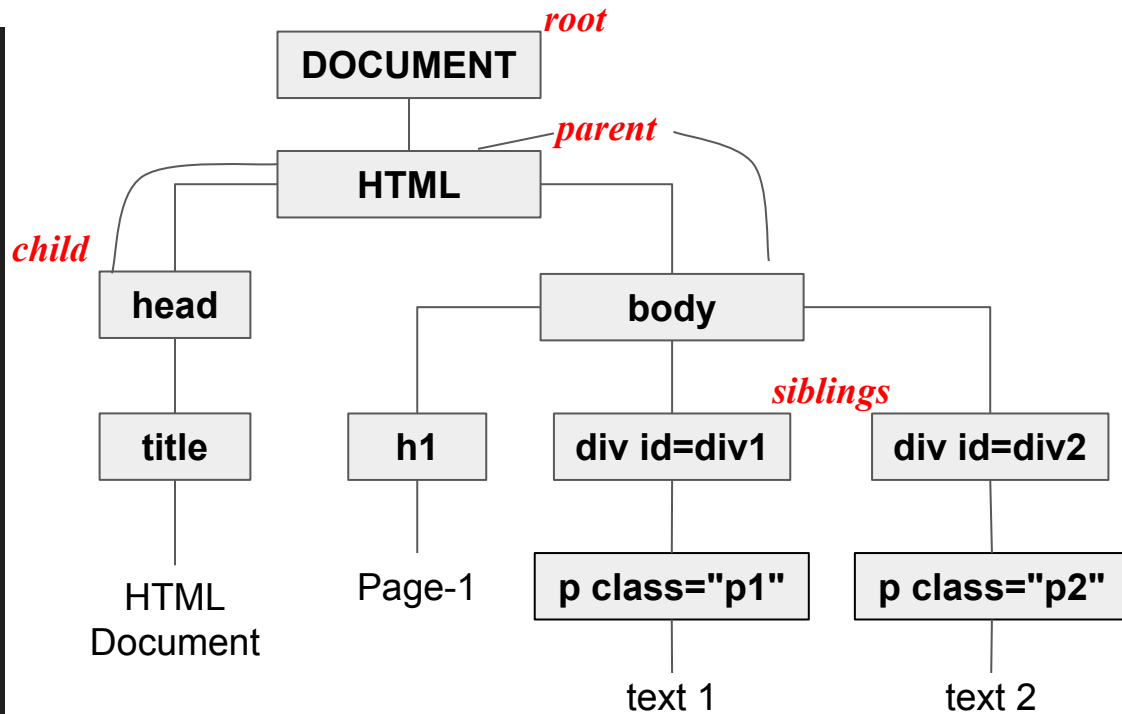 root
DOCUMENT
parent
HTML
child
head
body
siblings
title
h1
div id=div1
div id=div2
HTML
Document
Page-1
p class="p1"
p class="p2"
text 1
text 2